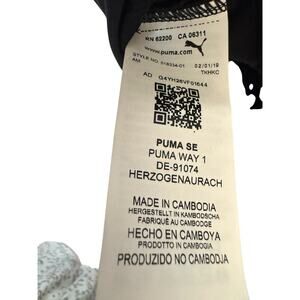 RN 62200 CA 06311
www.puma.com
STYLE NO. 518334-01 02/01/19
AM TKHKC
AD G4YH26VF01644
PUMA SE
PUMA WAY 1
DE-91074
HERZOGENAURACH
MADE IN CAMBODIA
HERGESTELLT IN KAMBODSCHA
FABRIQUÉ AU CAMBODGE
HECHO EN CAMBOYA
PRODOTTO IN CAMBOGIA
PRODUZIDO NO CAMBODJA